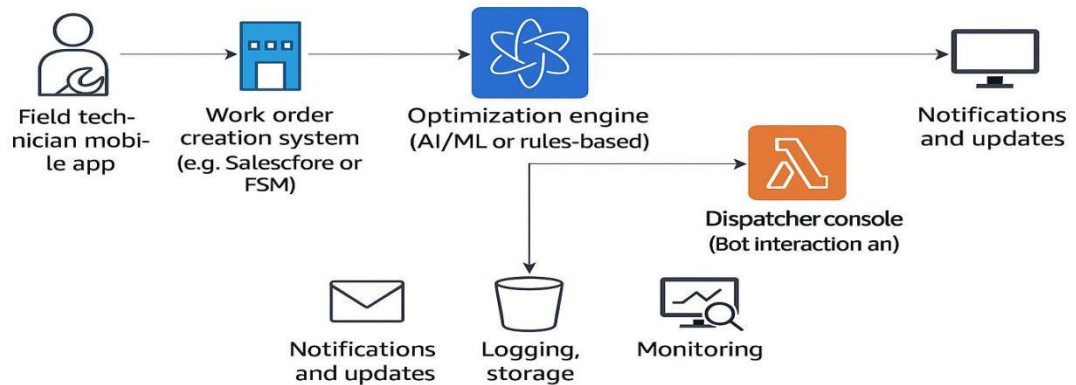 Field tech-
nician mobi-
le app
Work order
creation system
(e.g. Salescfore or
FSM)
Optimization engine
(AI/ML or rules-based)
Notifications
and updates
Dispatcher console
(Bot interaction an)
Notifications
and updates
Logging,
storage
Monitoring